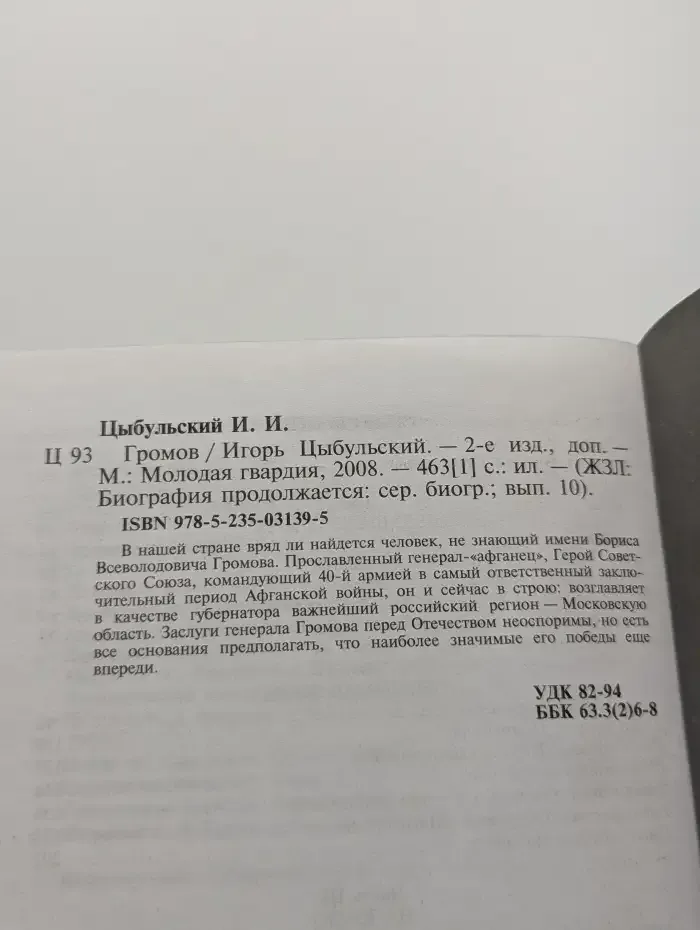 Цыбульский И. И.
Ц 93 Громов / Игорь Цыбульский. — 2-е изд., доп. —
М.: Молодая гвардия, 2008. — 463[1] с.: ил. — (ЖЗЛ:
Биография продолжается: сер. биогр.; вып. 10).
ISBN 978-5-235-03139-5
В нашей стране вряд ли найдется человек, не знающий имени Бориса
Всеволодовича Громова. Прославленный генерал-«афганец», Герой Совет-
ского Союза, командующий 40-й армией в самый ответственный заклю-
чительный период Афганской войны, он и сейчас в строю: возглавляет
в качестве губернатора важнейший российский регион — Московскую
область. Заслуги генерала Громова перед Отечеством неоспоримы, но есть
все основания предполагать, что наиболее значимые его победы еще
впереди.
УДК 82-94
ББК 63.3(2)6-8